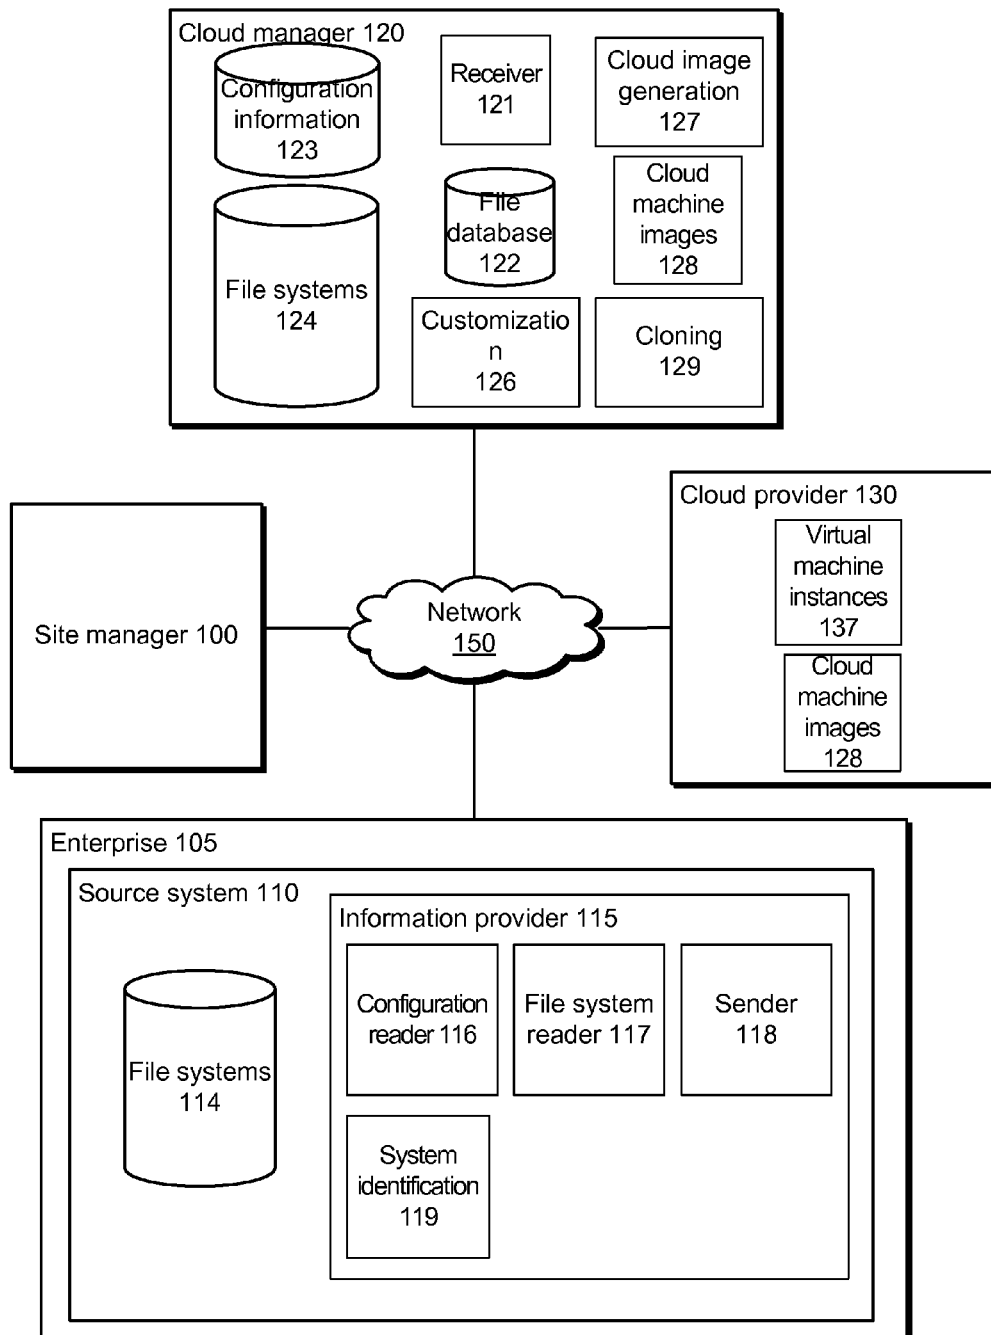 Cloud manager 120
Configuration
information
123
Receiver
121
Cloud image
generation
127
File systems
124
File
database
122
Cloud
machine
images
128
Customizatio
n
126
Cloning
129
Site manager 100
Network
150
Cloud provider 130
Virtual
machine
instances
137
Cloud
machine
images
128
Enterprise 105
Source system 110
File systems
114
Information provider 115
Configuration
reader 116
File system
reader 117
Sender
118
System
identification
119